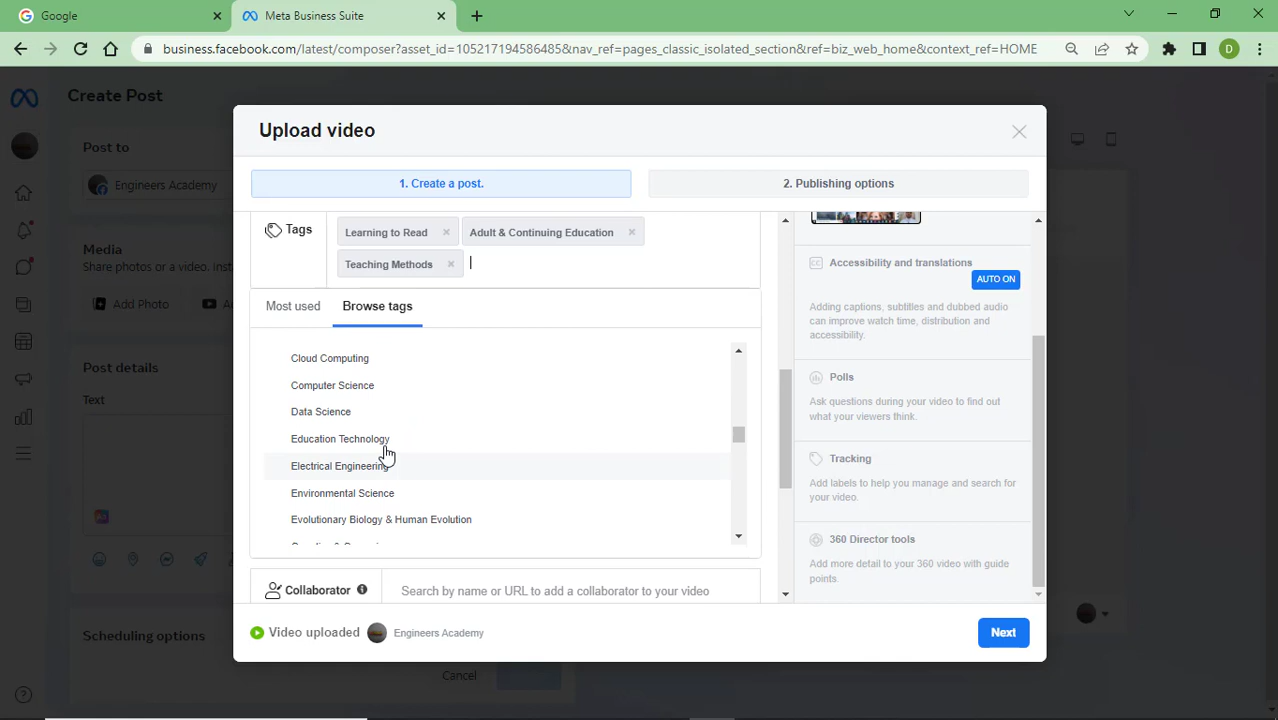 Google
Meta Business Suite
business.facebook.com/latest/composer?asset_id=105217194586485&nav_ref=pages_classic_isolated_section&ref=biz_web_home&context_ref=HOME
D
Create Post
Upload video
Post to
Engineers Academy
1. Create a post.
2. Publishing options
Tags
Learning to Read
Adult & Continuing Education
Teaching Methods
Media
Share photos or a video.
Add Photo
Most used
Browse tags
Cloud Computing
Computer Science
Data Science
Education Technology
Electrical Engineering
Environmental Science
Evolutionary Biology & Human Evolution
Post details
Text
CC Accessibility and translations
AUTO ON
Adding captions, subtitles and dubbed audio
can improve watch time, distribution and
accessibility.
Polls
Ask questions during your video to find out
what your viewers think.
Tracking
Add labels to help you manage and search for
your video.
360 Director tools
Add more detail to your 360 video with guide
points.
Collaborator
Search by name or URL to add a collaborator to your video
Scheduling options
Video uploaded
Engineers Academy
Next
Cancel